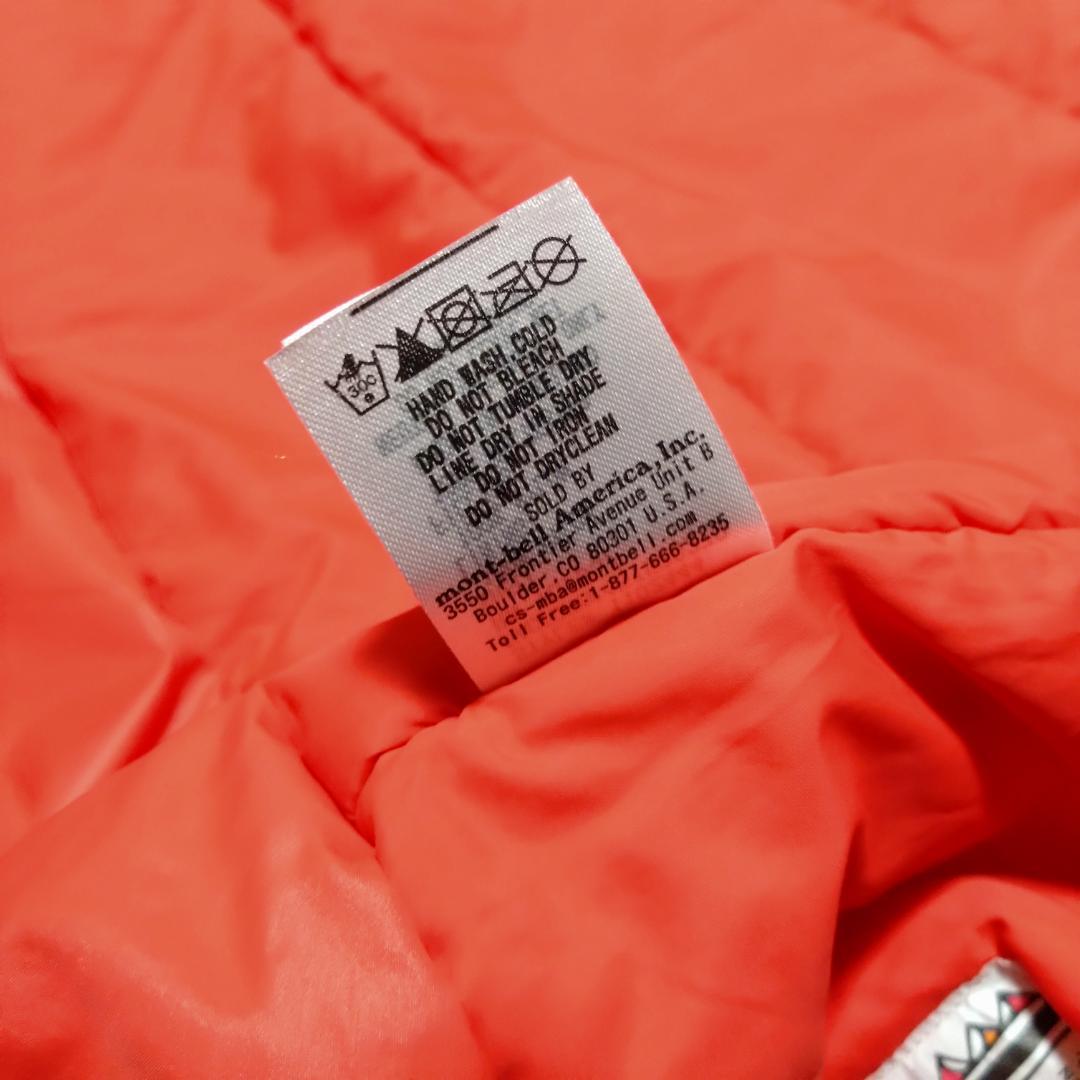 30C
HAND WASH,COLD
DO NOT BLEACH
DO NOT TUMBLE DRY
LINE DRY IN SHADE
DO NOT IRON
DO NOT DRYCLEAN
SOLD BY
mont-bell America,Inc.
3550 Frontier Avenue Unit B
Boulder,CO 80301 U.S.A.
cs-mba@montbell.com
Toll Free:1-877-666-8235